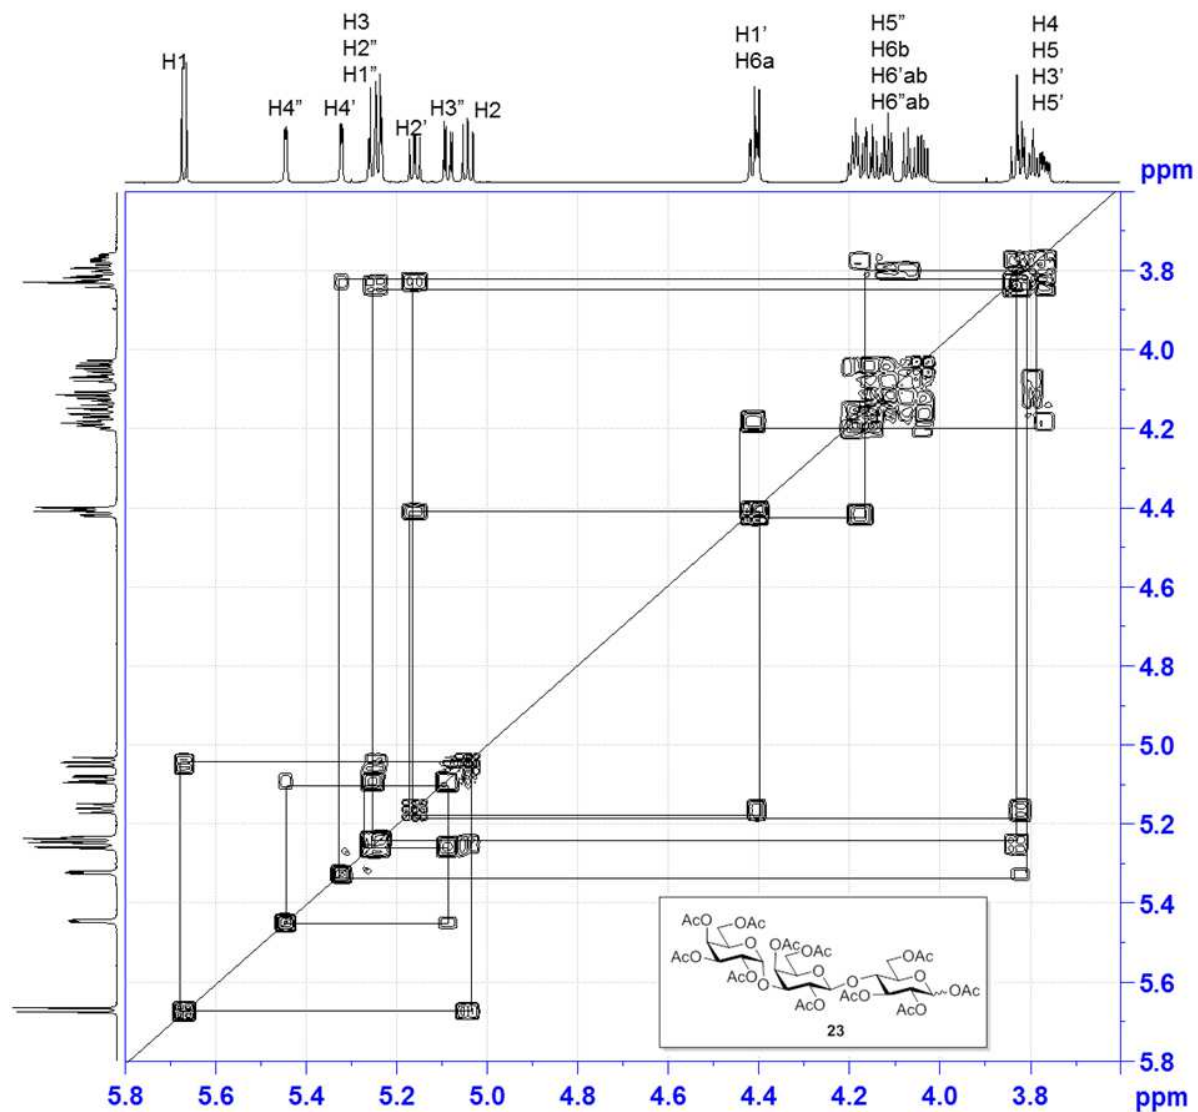 H3
H2"
H1"
H1'
H6a
H5"
H6b
H6'ab
H6"ab
H4
H5
H3'
H5'
H1
H4"
H4'
H2'
H3"
H2
ppm
3.8
4.0
4.2
4.4
4.6
4.8
5.0
5.2
5.4
5.6
5.8
AcO OAc
AcO
AcO
O
O
AcO OAc
O
OAc
O
OAc
O
AcO
O
AcO
OAc
OAc
23
5.8 5.6 5.4 5.2 5.0 4.8 4.6 4.4 4.2 4.0 3.8 ppm